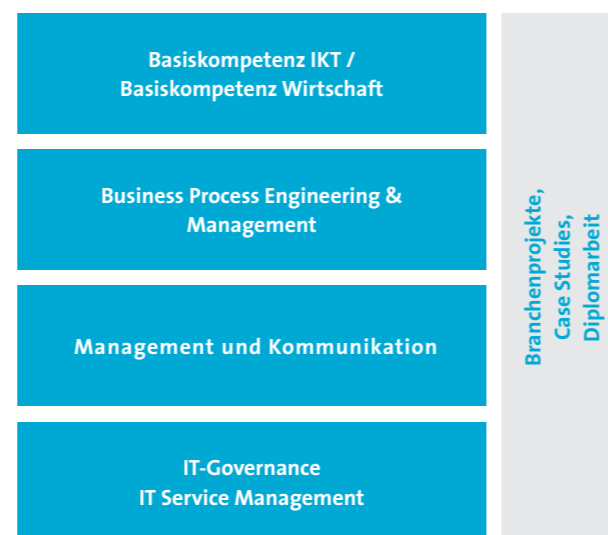 Basiskompetenz IKT /
Basiskompetenz Wirtschaft
Business Process Engineering &
Management
Management und Kommunikation
IT-Governance
IT Service Management
Branchenprojekte,
Case Studies,
Diplomarbeit